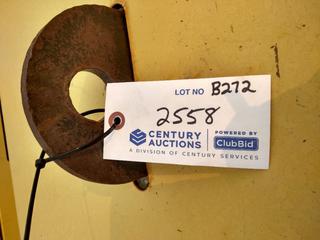 LOT NO B272
2558
CENTURY AUCTIONS
POWERED BY
ClubBid
A DIVISION OF CENTURY SERVICES